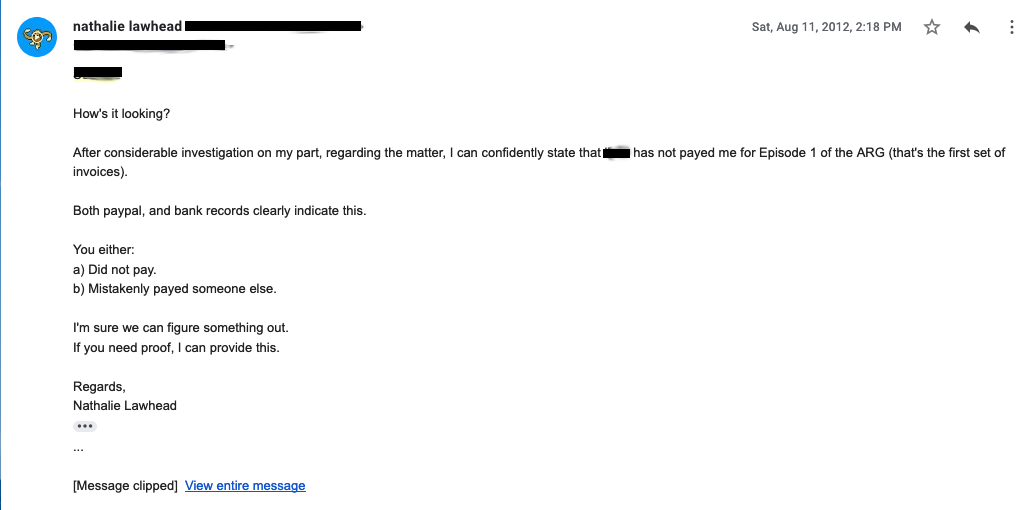 nathalie lawhead
Sat, Aug 11, 2012, 2:18 PM
How's it looking?
After considerable investigation on my part, regarding the matter, I can confidently state that has not payed me for Episode 1 of the ARG (that's the first set of
invoices).
Both paypal, and bank records clearly indicate this.
You either:
a) Did not pay.
b) Mistakenly payed someone else.
I'm sure we can figure something out.
If you need proof, I can provide this.
Regards,
Nathalie Lawhead
...
[Message clipped] View entire message